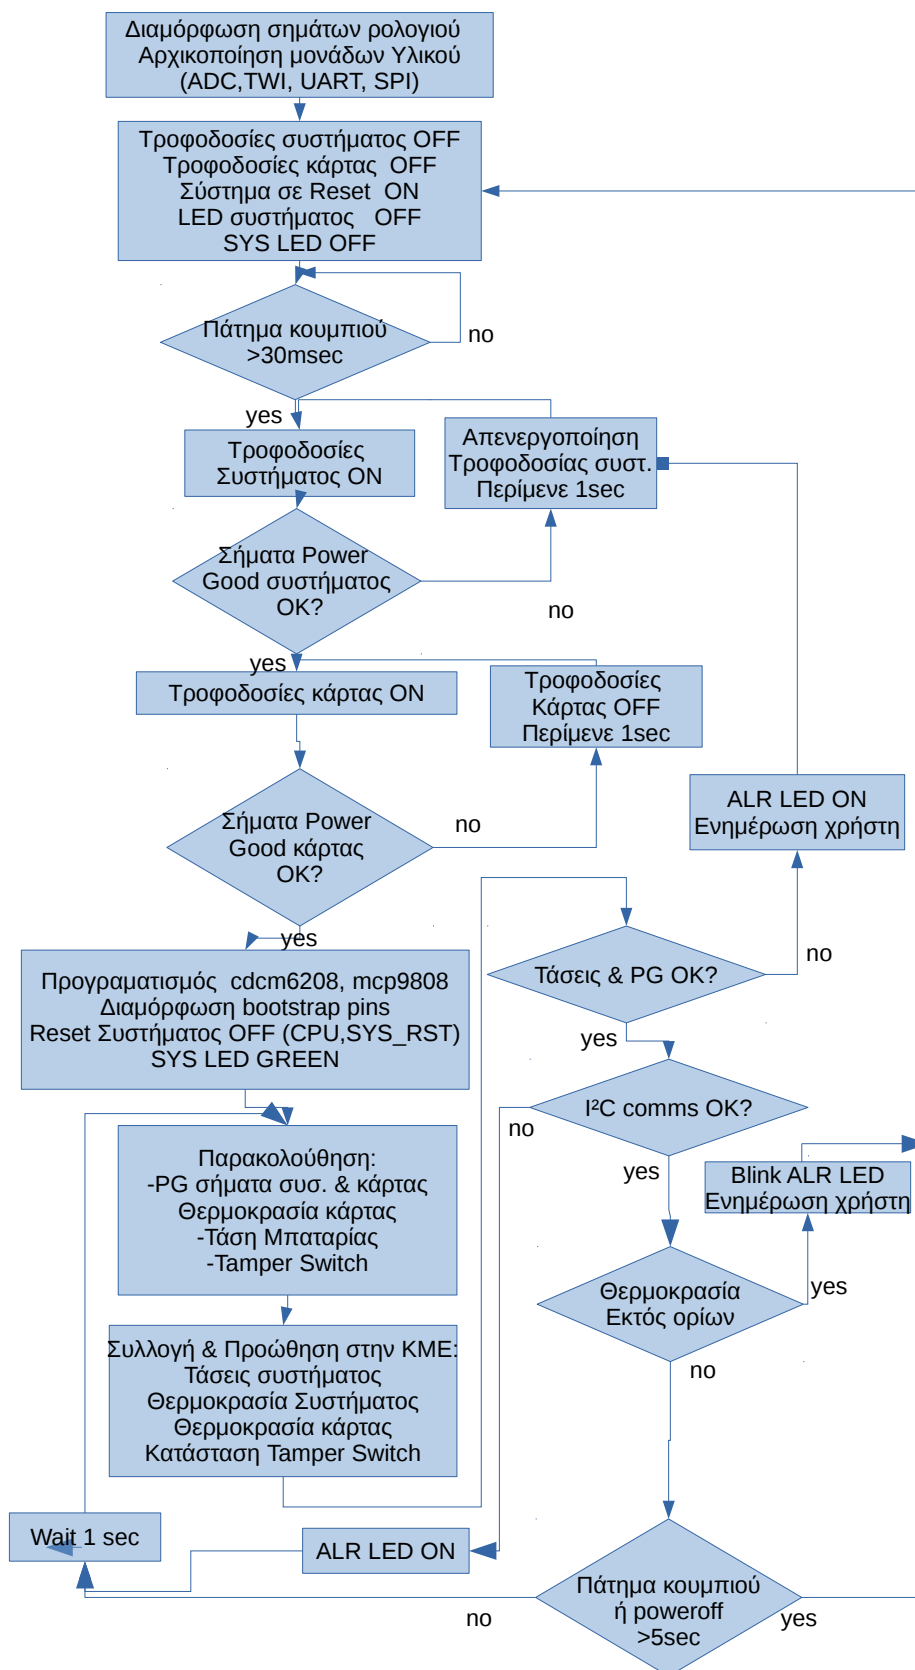 Διαμόρφωση σημάτων ρολογιού
Αρχικοποίηση μονάδων Υλικού
(ADC,TWI, UART, SPI)
Τροφοδοσίες συστήματος OFF
Τροφοδοσίες κάρτας OFF
Σύστημα σε Reset ON
LED συστήματος OFF
SYS LED OFF
Πάτημα κουμπιού
>30msec
no
yes
Τροφοδοσίες
Συστήματος ON
Απενεργοποίηση
Τροφοδοσίας συστ.
Περίμενε 1sec
Σήματα Power
Good συστήματος
OK?
no
yes
Τροφοδοσίες κάρτας ON
Τροφοδοσίες
Κάρτας OFF
Περίμενε 1sec
Σήματα Power
Good κάρτας
OK?
no
yes
ALR LED ON
Ενημέρωση χρήστη
Προγραματισμός cdcm6208, mcp9808
Διαμόρφωση bootstrap pins
Reset Συστήματος OFF (CPU,SYS_RST)
SYS LED GREEN
Τάσεις & PG OK?
no
yes
I²C comms OK?
no
yes
Παρακολούθηση:
-PG σήματα συσ. & κάρτας
Θερμοκρασία κάρτας
-Τάση Μπαταρίας
-Tamper Switch
Blink ALR LED
Ενημέρωση χρήστη
Θερμοκρασία
Εκτός ορίων
yes
no
Συλλογή & Προώθηση στην ΚΜΕ:
Τάσεις συστήματος
Θερμοκρασία Συστήματος
Θερμοκρασία κάρτας
Κατάσταση Tamper Switch
Wait 1 sec
ALR LED ON
Πάτημα κουμπιού
ή poweroff
>5sec
no
yes